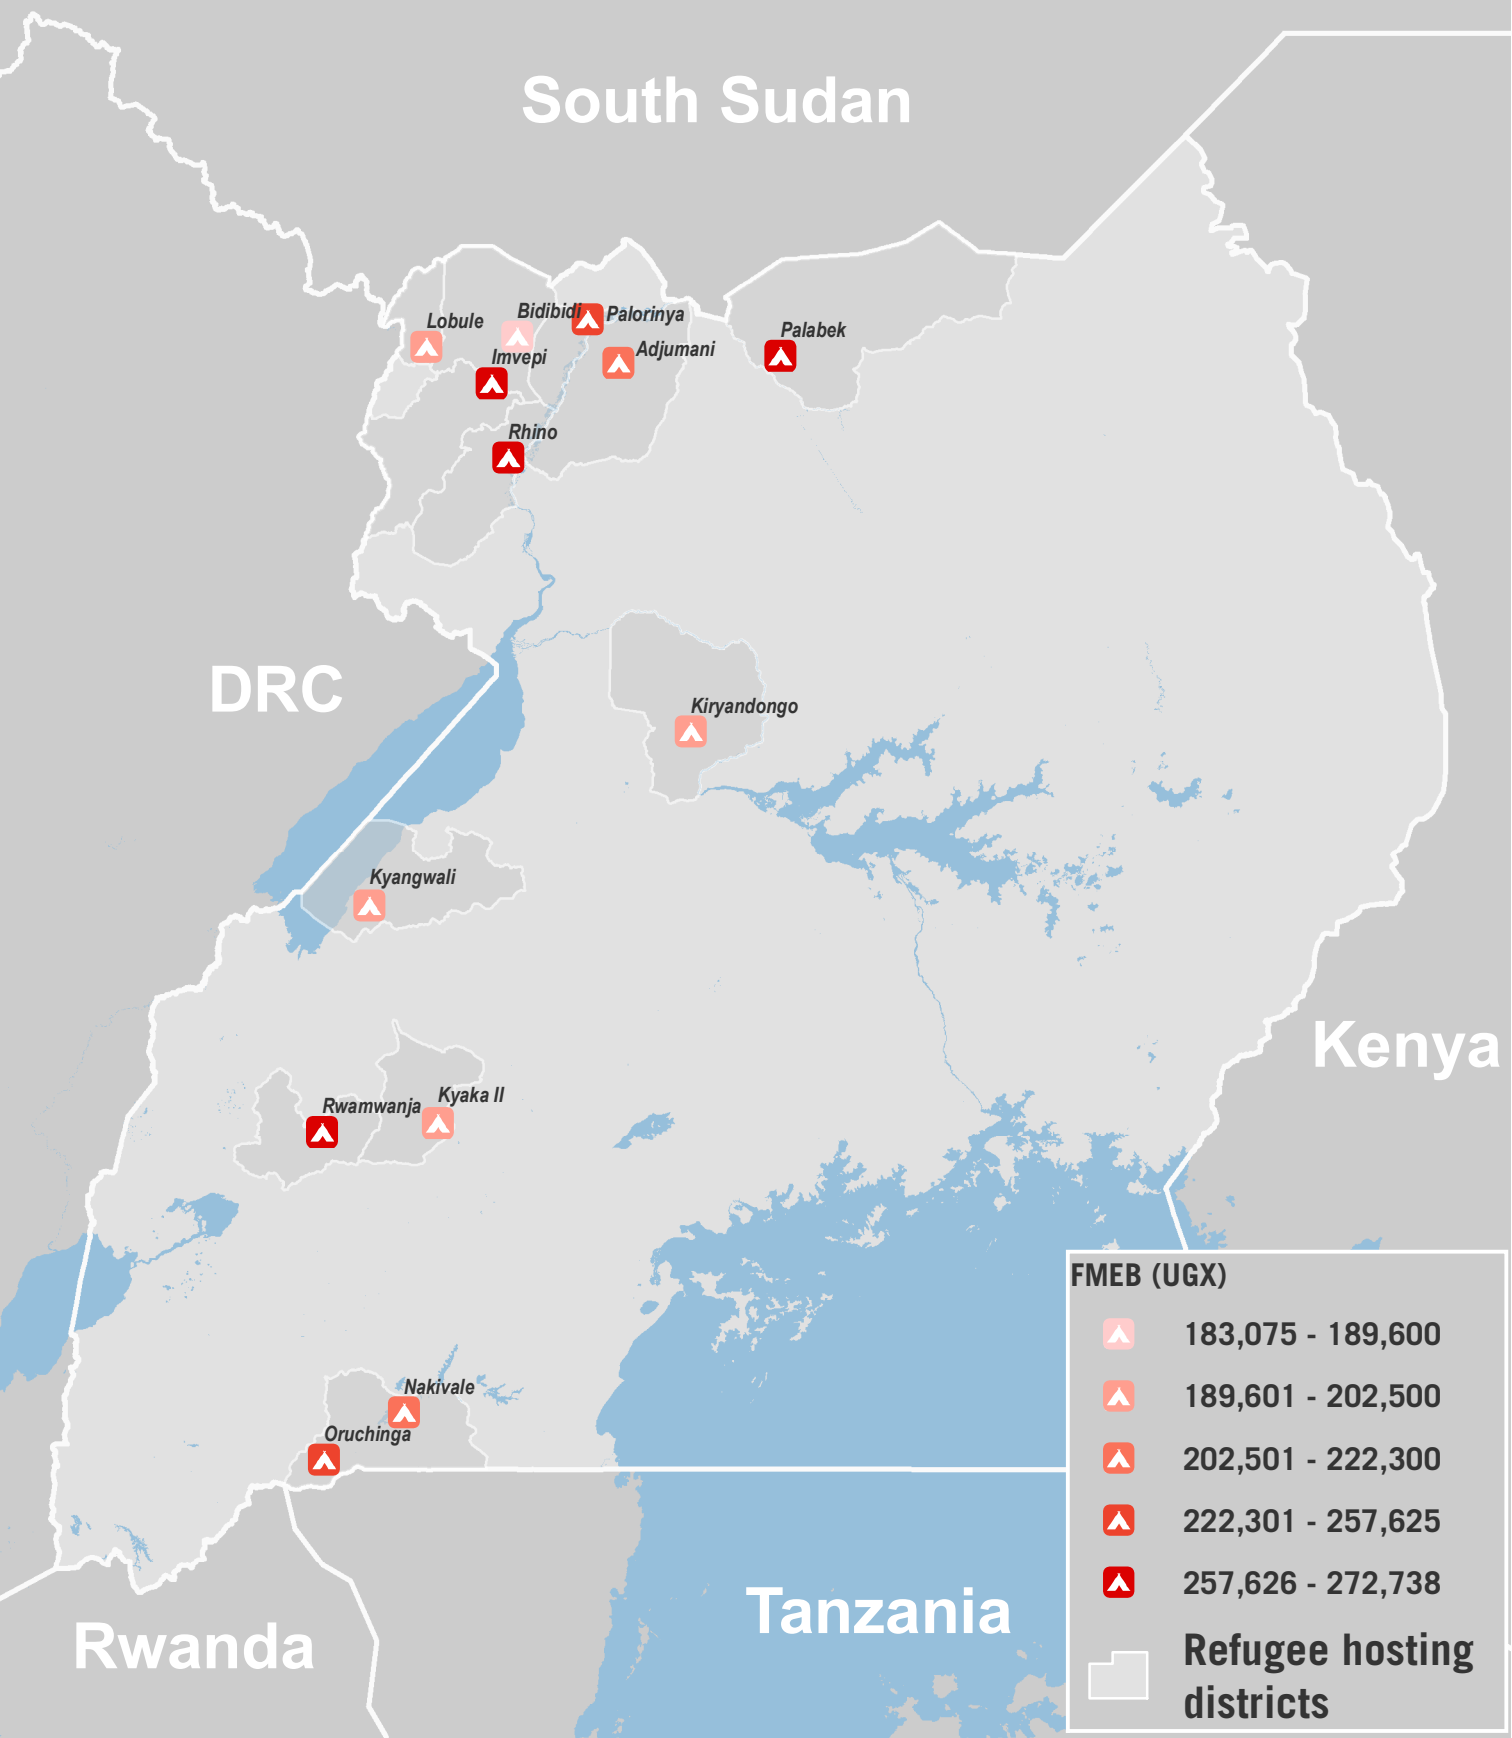 South Sudan
Bidibidi
Palorinya
Lobule
Palabek
Adjumani
Imvepi
Rhino
DRC
Kiryandongo
Kyangwali
Kenya
Kyaka II
Rwamwanja
FMEB (UGX)
183,075 - 189,600
189,601 - 202,500
202,501 - 222,300
222,301 - 257,625
257,626 - 272,738
Refugee hosting
districts
Nakivale
Oruchinga
Tanzania
Rwanda